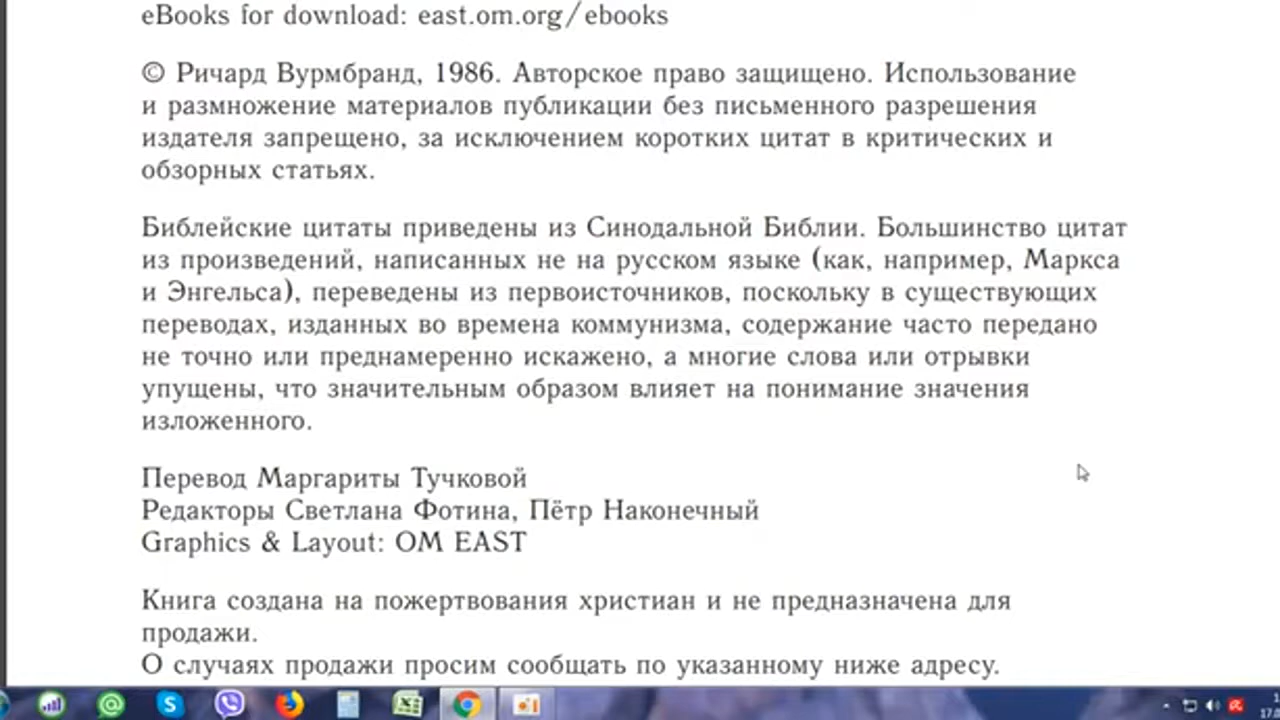 eBooks for download: east.om.org/ebooks
© Ричард Вурмбранд, 1986. Авторское право защищено. Использование
и размножение материалов публикации без письменного разрешения
издателя запрещено, за исключением коротких цитат в критических и
обзорных статьях.
Библейские цитаты приведены из Синодальной Библии. Большинство цитат
из произведений, написанных не на русском языке (как, например, Маркса
и Энгельса), переведены из первоисточников, поскольку в существующих
переводах, изданных во времена коммунизма, содержание часто передано
не точно или преднамеренно искажено, а многие слова или отрывки
упущены, что значительным образом влияет на понимание значения
изложенного.
Перевод Маргариты Тучковой
Редакторы Светлана Фотина, Пётр Наконечный
Graphics & Layout: OM EAST
Книга создана на пожертвования христиан и не предназначена для
продажи.
О случаях продажи просим сообщать по указанному ниже адресу.